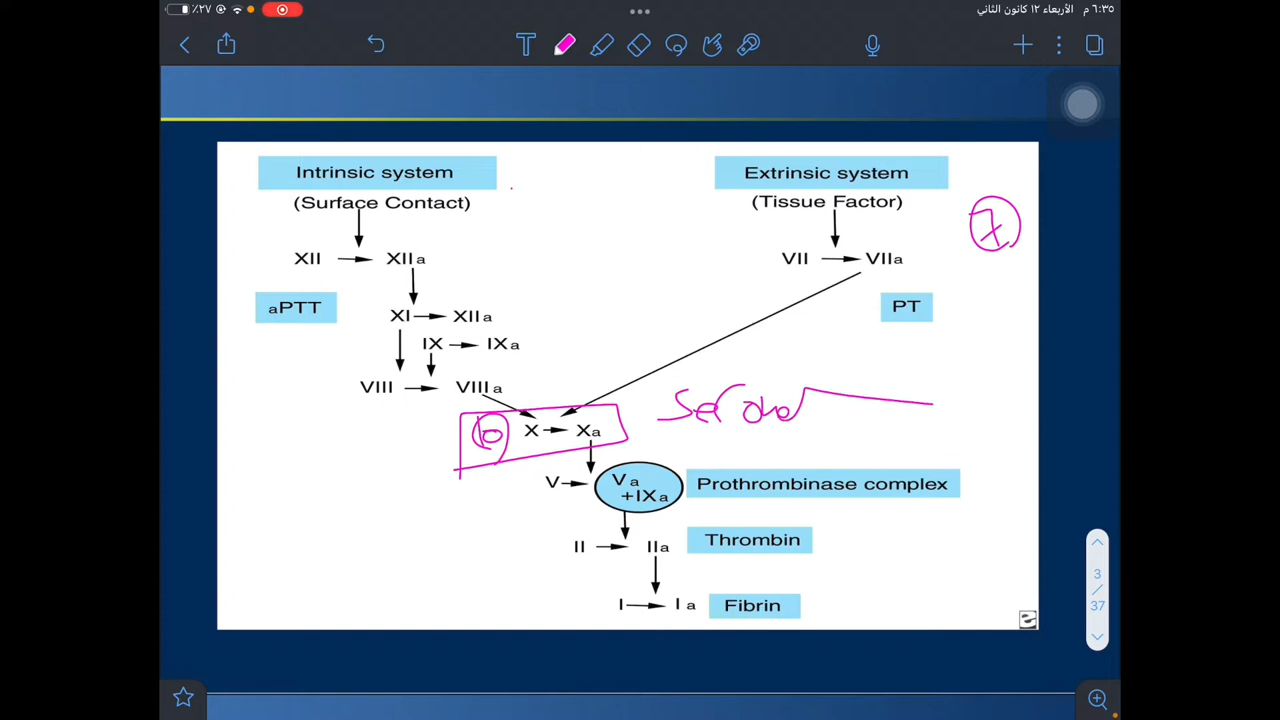 ٢٧٪
٦:٣٥ م الأربعاء ١٢ كانون الثاني
T
Intrinsic system
Extrinsic system
(Surface Contact)
(Tissue Factor)
7
XII → XIIa
VII → VIIa
aPTT
PT
XI → XIIa
IX → IXa
VIII → VIIIa
10 X → Xa
V → Va
+IXa
Prothrombinase complex
II → IIa
Thrombin
I → Ia
Fibrin
3
/
37